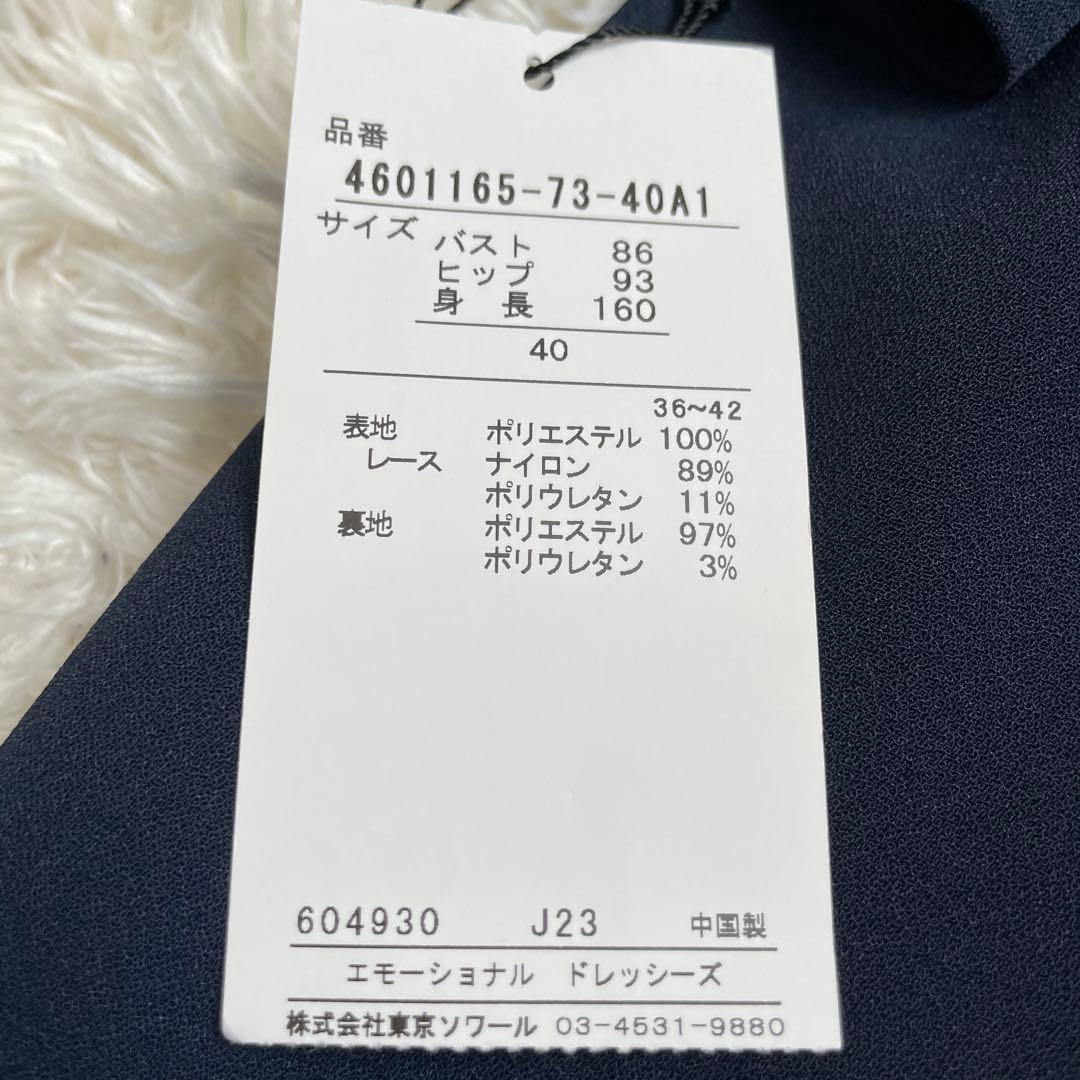 品番
4601165-73-40A1
サイズ バスト 86
ヒップ 93
身 長 160
40
36~42
表地 ポリエステル 100%
レース ナイロン 89%
ポリウレタン 11%
裏地 ポリエステル 97%
ポリウレタン 3%
604930 J23 中国製
エモーショナル ドレッシーズ
株式会社東京ソワール 03-4531-9880